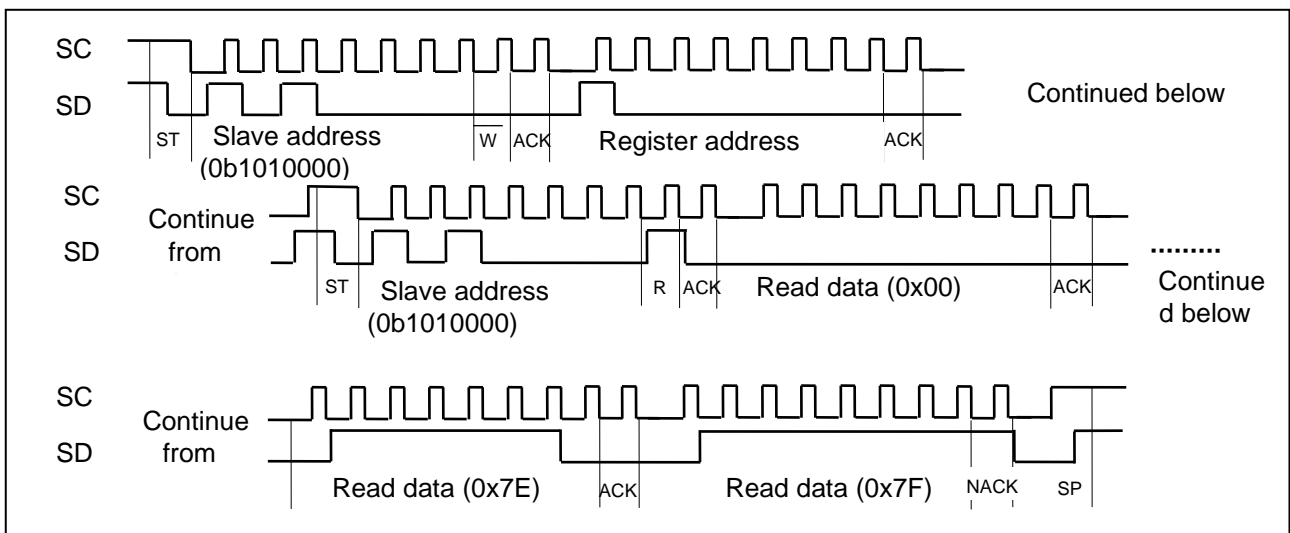 SC
SD
Continued below
ST
Slave address
(0b1010000)
W
ACK
Register address
ACK
SC
Continue
from
SD
ST
Slave address
(0b1010000)
R
ACK
Read data (0x00)
ACK
.........
Continue
d below
SC
Continue
from
SD
Read data (0x7E)
ACK
Read data (0x7F)
NACK
SP